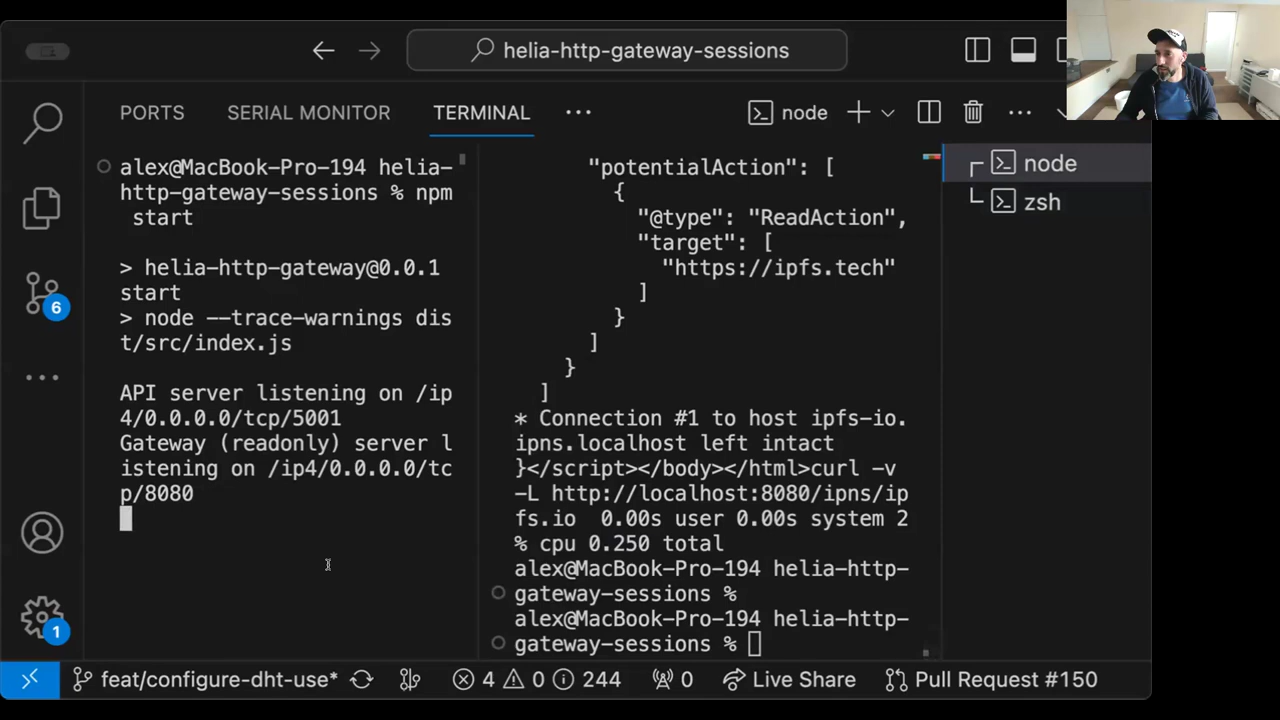 helia-http-gateway-sessions
PORTS SERIAL MONITOR TERMINAL ··· node
alex@MacBook-Pro-194 helia-
http-gateway-sessions % npm
start
> helia-http-gateway@0.0.1
start
> node --trace-warnings dis
t/src/index.js
API server listening on /ip
4/0.0.0.0/tcp/5001
Gateway (readonly) server l
istening on /ip4/0.0.0.0/tc
p/8080
"potentialAction": [
{
"@type": "ReadAction",
"target": [
"https://ipfs.tech"
]
}
]
}
]
* Connection #1 to host ipfs-io.
ipns.localhost left intact
}</script></body></html>curl -v
-L http://localhost:8080/ipns/ip
fs.io  0.00s user 0.00s system 2
% cpu 0.250 total
alex@MacBook-Pro-194 helia-http-
gateway-sessions %
alex@MacBook-Pro-194 helia-http-
gateway-sessions %
node
zsh
6
1
feat/configure-dht-use* 4 0 244 0 Live Share Pull Request #150